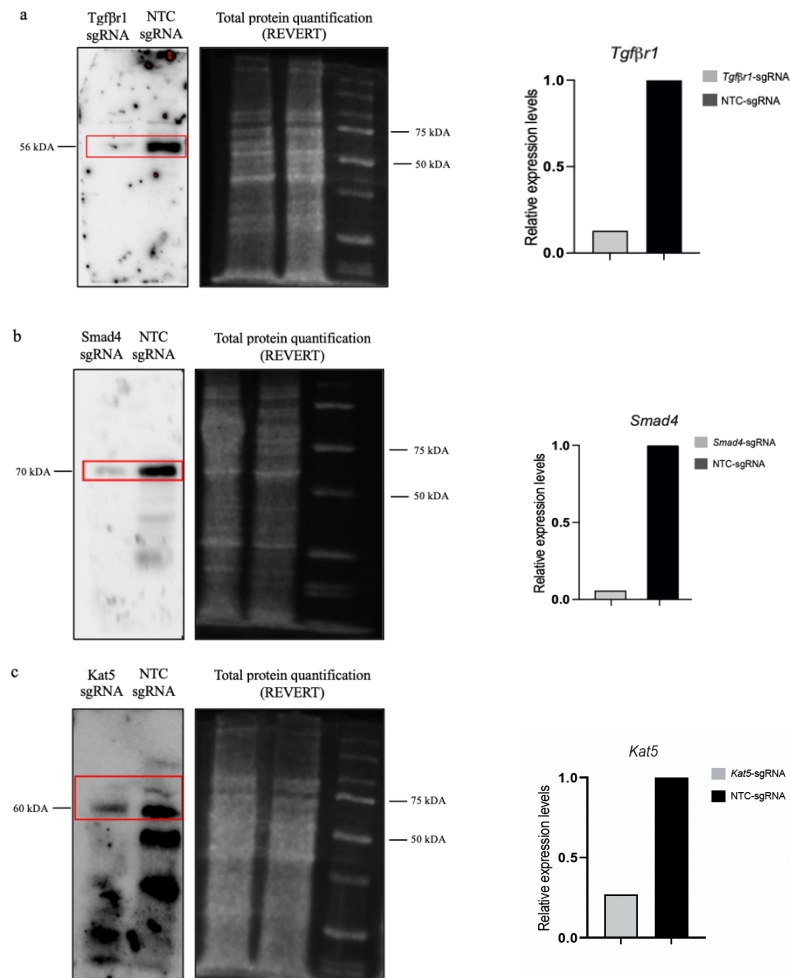 a
Tgfβr1 NTC
sgRNA sgRNA
Total protein quantification
(REVERT)
56 kDA
75 kDA
50 kDA
Tgfβr1
Relative expression levels
1.0
0.5
0.0
Tgfβr1-sgRNA
NTC-sgRNA
b
Smad4 NTC
sgRNA sgRNA
Total protein quantification
(REVERT)
70 kDA
75 kDA
50 kDA
Smad4
Relative expression levels
1.0
0.5
0.0
Smad4-sgRNA
NTC-sgRNA
c
Kat5 NTC
sgRNA sgRNA
Total protein quantification
(REVERT)
60 kDA
75 kDA
50 kDA
Kat5
Relative expression levels
1.0
0.5
0.0
Kat5-sgRNA
NTC-sgRNA